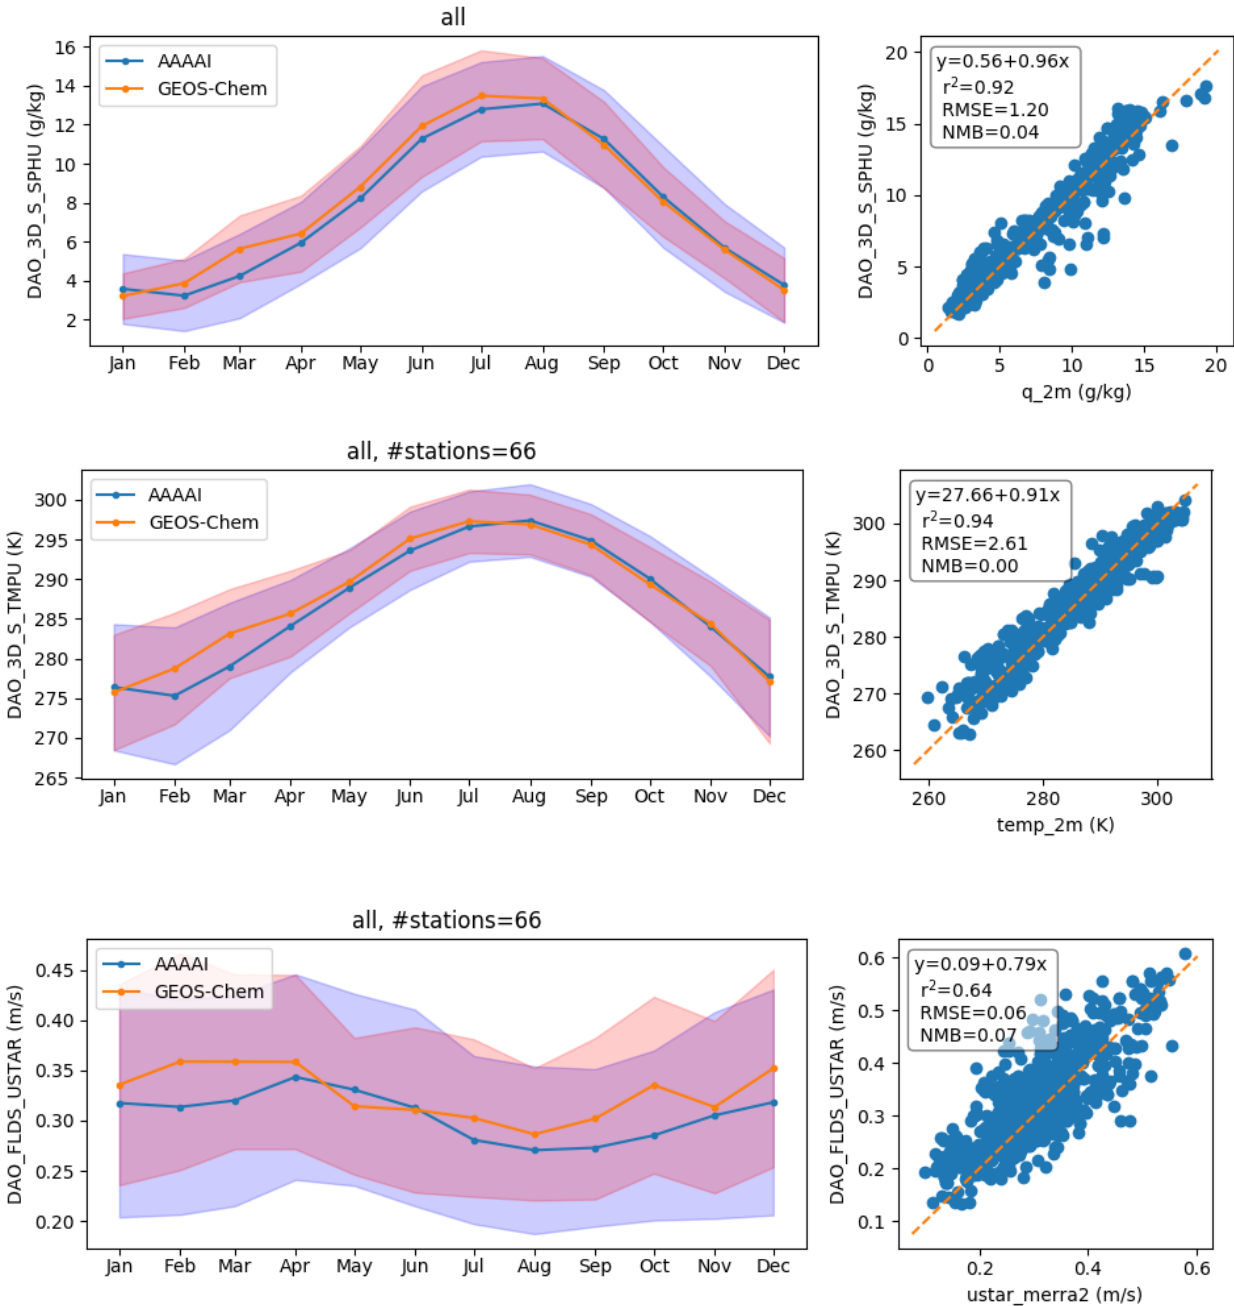 all
AAAAI
GEOS-Chem
DAO_3D_S_SPHU (g/kg)
16
14
12
10
8
6
4
2
Jan Feb Mar Apr May Jun Jul Aug Sep Oct Nov Dec
y=0.56+0.96x
r²=0.92
RMSE=1.20
NMB=0.04
DAO_3D_S_SPHU (g/kg)
20
15
10
5
0
0 5 10 15 20
q_2m (g/kg)
all, #stations=66
AAAAI
GEOS-Chem
DAO_3D_S_TMPU (K)
300
295
290
285
280
275
270
265
Jan Feb Mar Apr May Jun Jul Aug Sep Oct Nov Dec
y=27.66+0.91x
r²=0.94
RMSE=2.61
NMB=0.00
DAO_3D_S_TMPU (K)
300
290
280
270
260
260 280 300
temp_2m (K)
all, #stations=66
AAAAI
GEOS-Chem
DAO_FLDS_USTAR (m/s)
0.45
0.40
0.35
0.30
0.25
0.20
Jan Feb Mar Apr May Jun Jul Aug Sep Oct Nov Dec
y=0.09+0.79x
r²=0.64
RMSE=0.06
NMB=0.07
DAO_FLDS_USTAR (m/s)
0.6
0.5
0.4
0.3
0.2
0.1
0.2 0.4 0.6
ustar_merra2 (m/s)